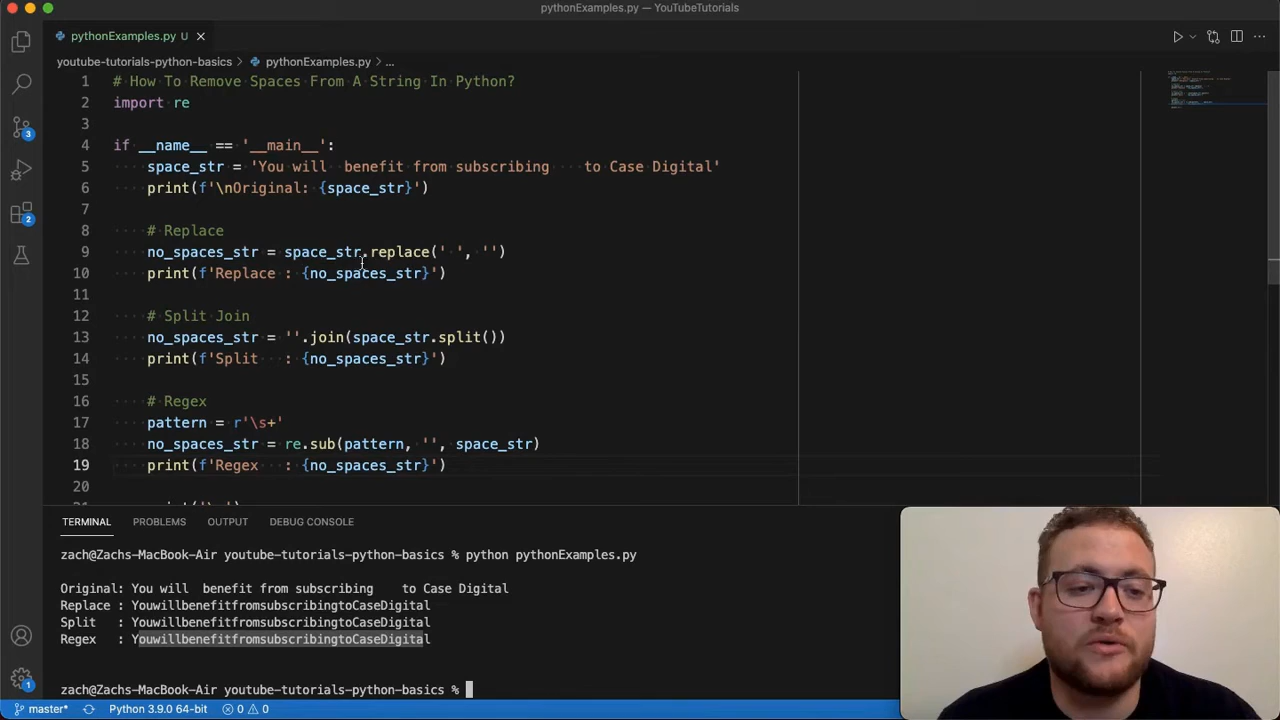 pythonExamples.py — YouTubeTutorials
pythonExamples.py U
youtube-tutorials-python-basics > pythonExamples.py > ...
1 # How To Remove Spaces From A String In Python?
2 import re
3
4 if __name__ == '__main__':
5 space_str = 'You will  benefit from subscribing    to Case Digital'
6 print(f'\nOriginal: {space_str}')
7
8 # Replace
9 no_spaces_str = space_str.replace(' ', '')
10 print(f'Replace : {no_spaces_str}')
11
12 # Split Join
13 no_spaces_str = ''.join(space_str.split())
14 print(f'Split   : {no_spaces_str}')
15
16 # Regex
17 pattern = r'\s+'
18 no_spaces_str = re.sub(pattern, '', space_str)
19 print(f'Regex   : {no_spaces_str}')
20
3
2
TERMINAL PROBLEMS OUTPUT DEBUG CONSOLE
zach@Zachs-MacBook-Air youtube-tutorials-python-basics % python pythonExamples.py
Original: You will  benefit from subscribing    to Case Digital
Replace : YouwillbenefitfromsubscribingtoCaseDigital
Split   : YouwillbenefitfromsubscribingtoCaseDigital
Regex   : YouwillbenefitfromsubscribingtoCaseDigital
zach@Zachs-MacBook-Air youtube-tutorials-python-basics %
1
master* Python 3.9.0 64-bit 0 0